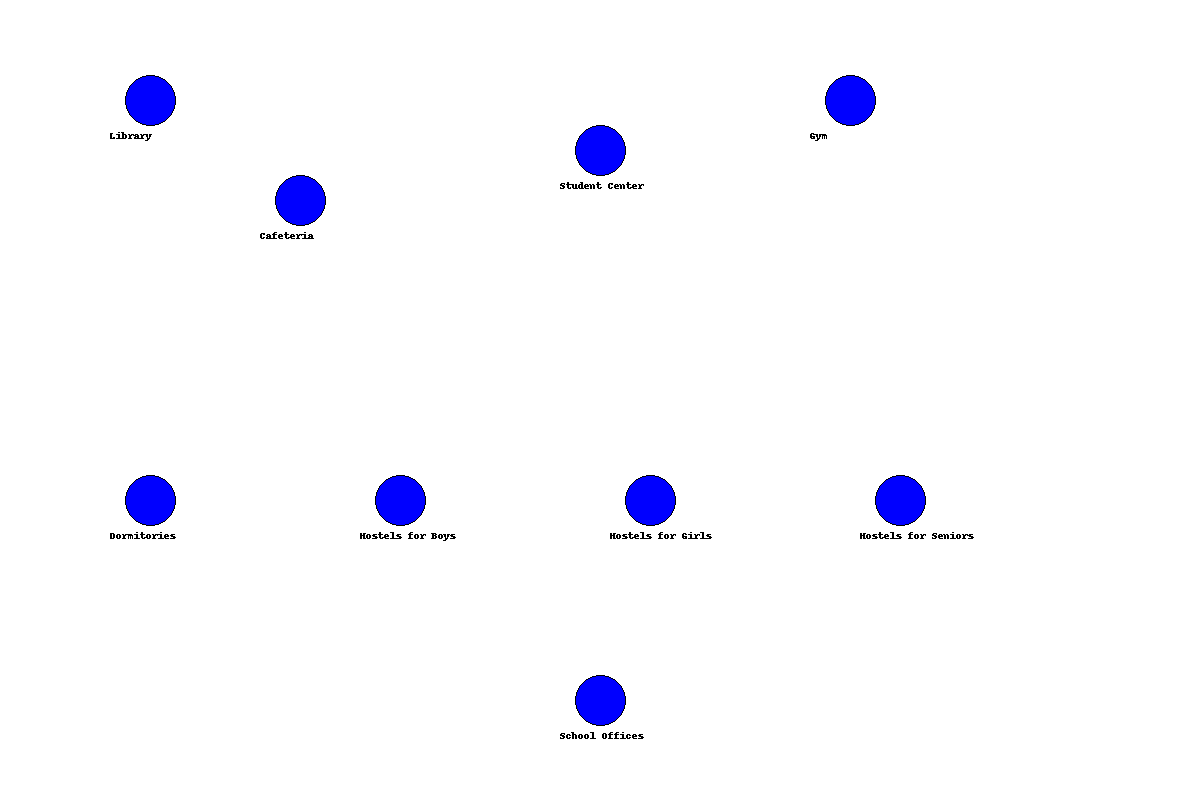 Library
Gym
Student Center
Cafeteria
Dormitories
Hostels for Boys
Hostels for Girls
Hostels for Seniors
School Offices